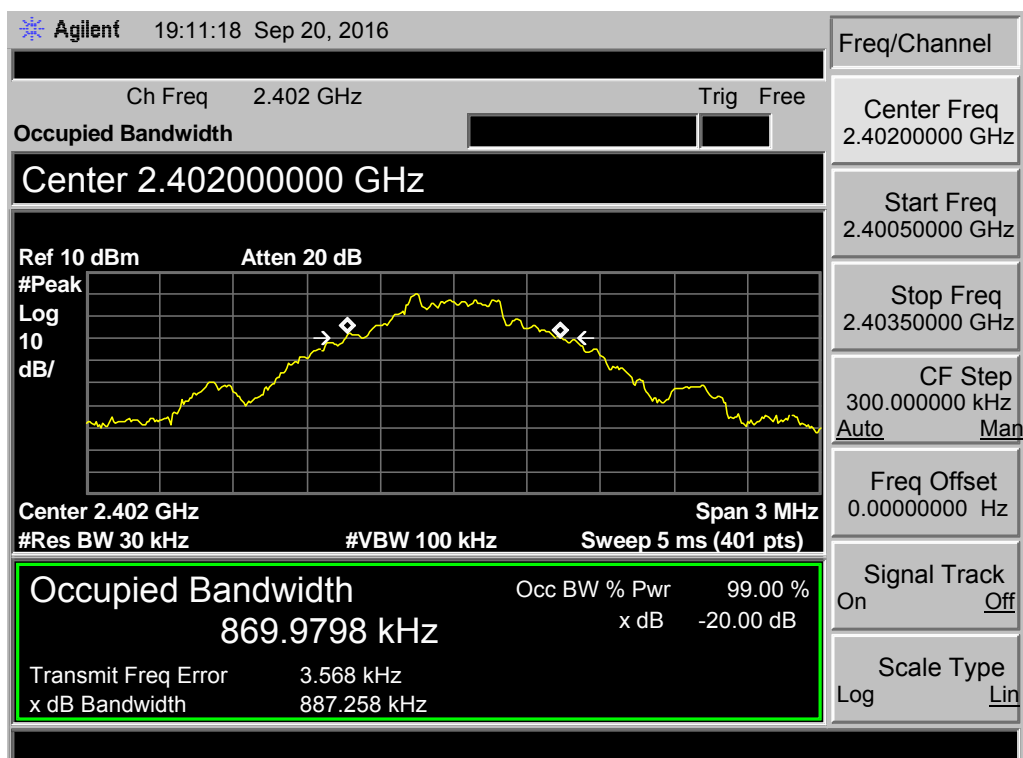 Agilent 19:11:18 Sep 20, 2016
Ch Freq 2.402 GHz Trig Free
Occupied Bandwidth
Center 2.402000000 GHz
Ref 10 dBm Atten 20 dB
#Peak
Log
10
dB/
Center 2.402 GHz Span 3 MHz
#Res BW 30 kHz #VBW 100 kHz Sweep 5 ms (401 pts)
Occupied Bandwidth Occ BW % Pwr 99.00 %
869.9798 kHz x dB -20.00 dB
Transmit Freq Error 3.568 kHz
x dB Bandwidth 887.258 kHz
Freq/Channel
Center Freq
2.40200000 GHz
Start Freq
2.40050000 GHz
Stop Freq
2.40350000 GHz
CF Step
300.000000 kHz
Auto Man
Freq Offset
0.00000000 Hz
Signal Track
On Off
Scale Type
Log Lin